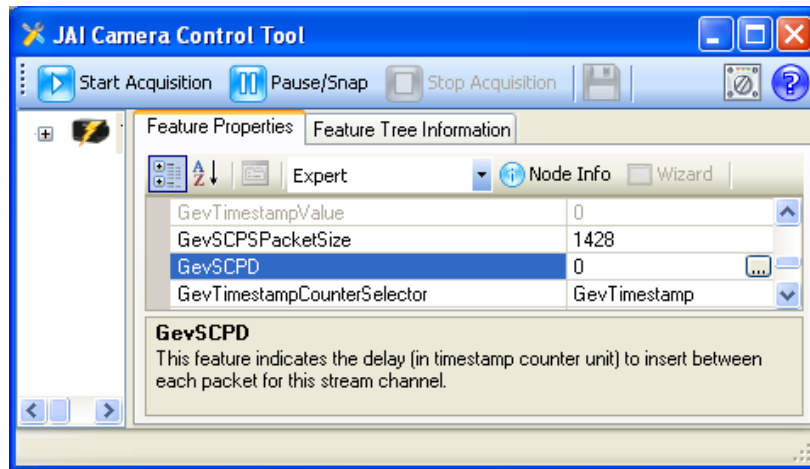 JAI Camera Control Tool
Start Acquisition Pause/Snap Stop Acquisition
Feature Properties Feature Tree Information
Expert Node Info Wizard
GevTimestampValue 0
GevSCPSPacketSize 1428
GevSCPD 0 ...
GevTimestampCounterSelector GevTimestamp
GevSCPD
This feature indicates the delay (in timestamp counter unit) to insert between
each packet for this stream channel.